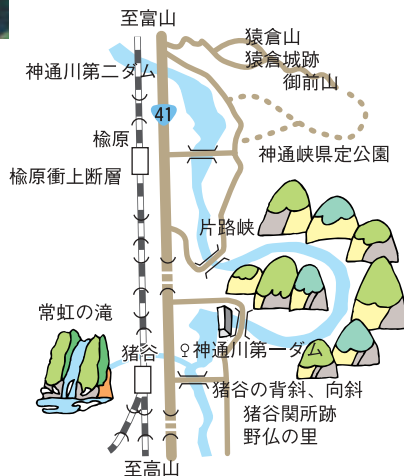 至富山
猿倉山
猿倉城跡
御前山
神通川第二ダム
41
楡原
神通峡県定公園
楡原衝上断層
片路峡
常虹の滝
猪谷
神通川第一ダム
猪谷の背斜、向斜
猪谷関所跡
野仏の里
至高山